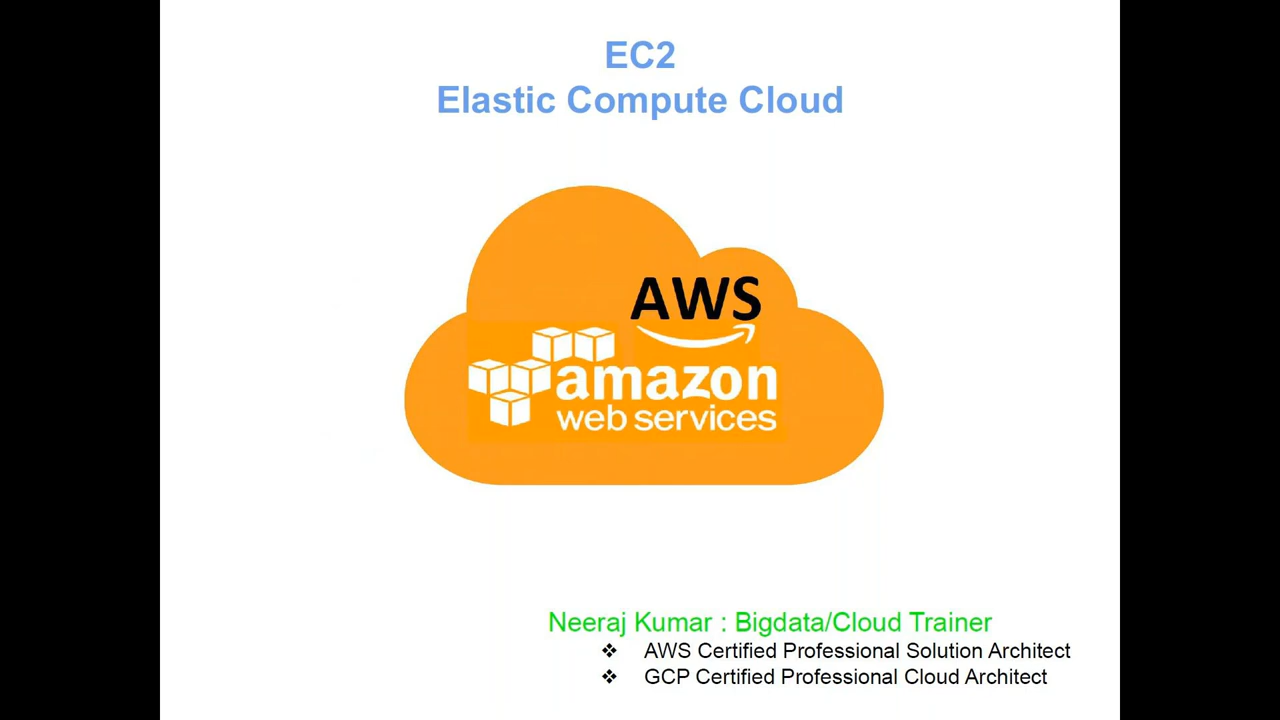 EC2
Elastic Compute Cloud
AWS
amazon
web services
Neeraj Kumar : Bigdata/Cloud Trainer
❖ AWS Certified Professional Solution Architect
❖ GCP Certified Professional Cloud Architect